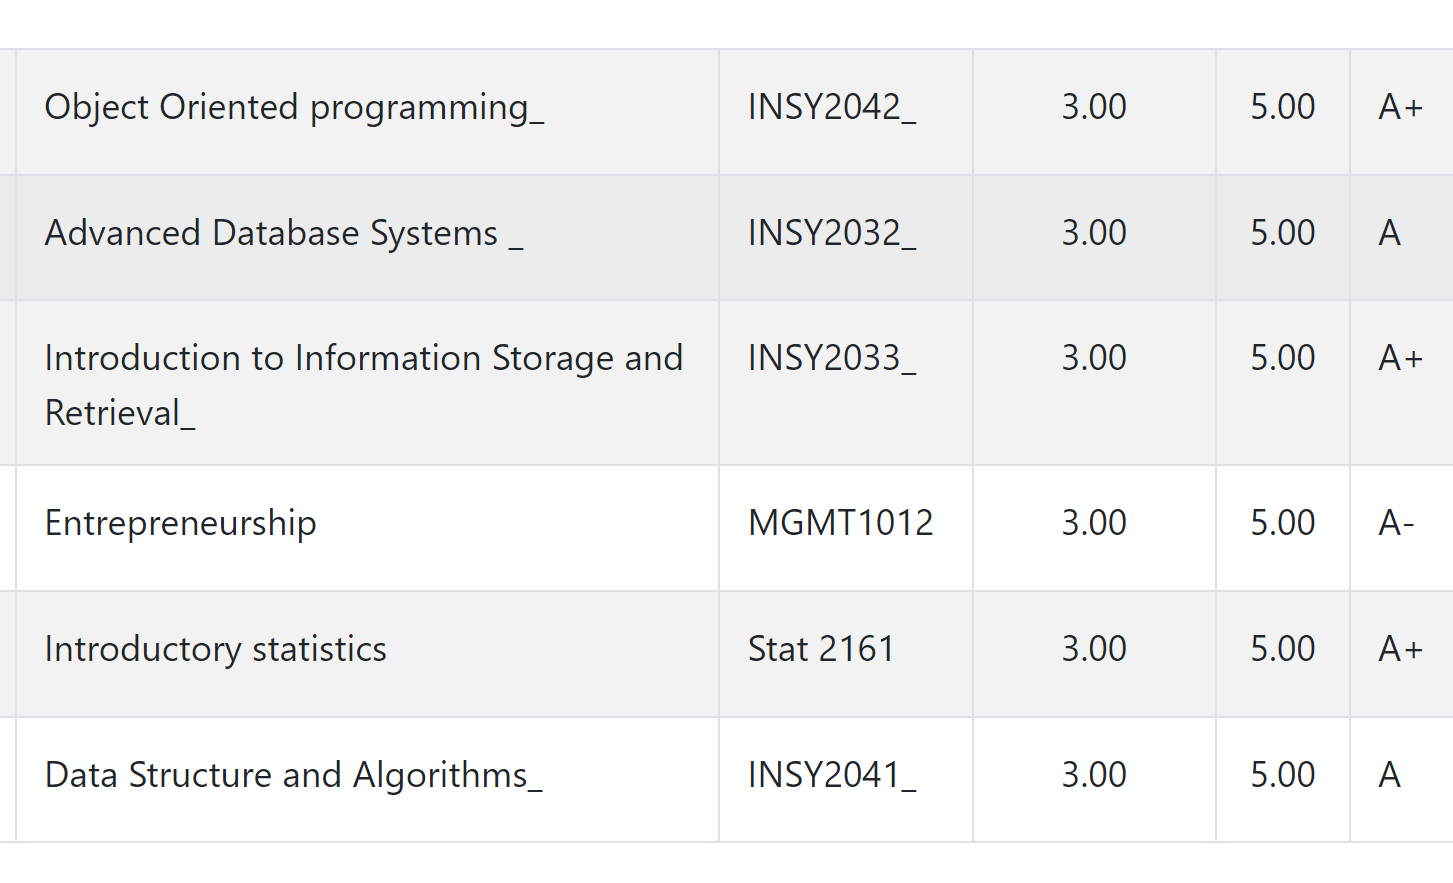 Object Oriented programming_ INSY2042_ 3.00 5.00 A+
Advanced Database Systems _ INSY2032_ 3.00 5.00 A
Introduction to Information Storage and INSY2033_ 3.00 5.00 A+
Retrieval_
Entrepreneurship MGMT1012 3.00 5.00 A-
Introductory statistics Stat 2161 3.00 5.00 A+
Data Structure and Algorithms_ INSY2041_ 3.00 5.00 A